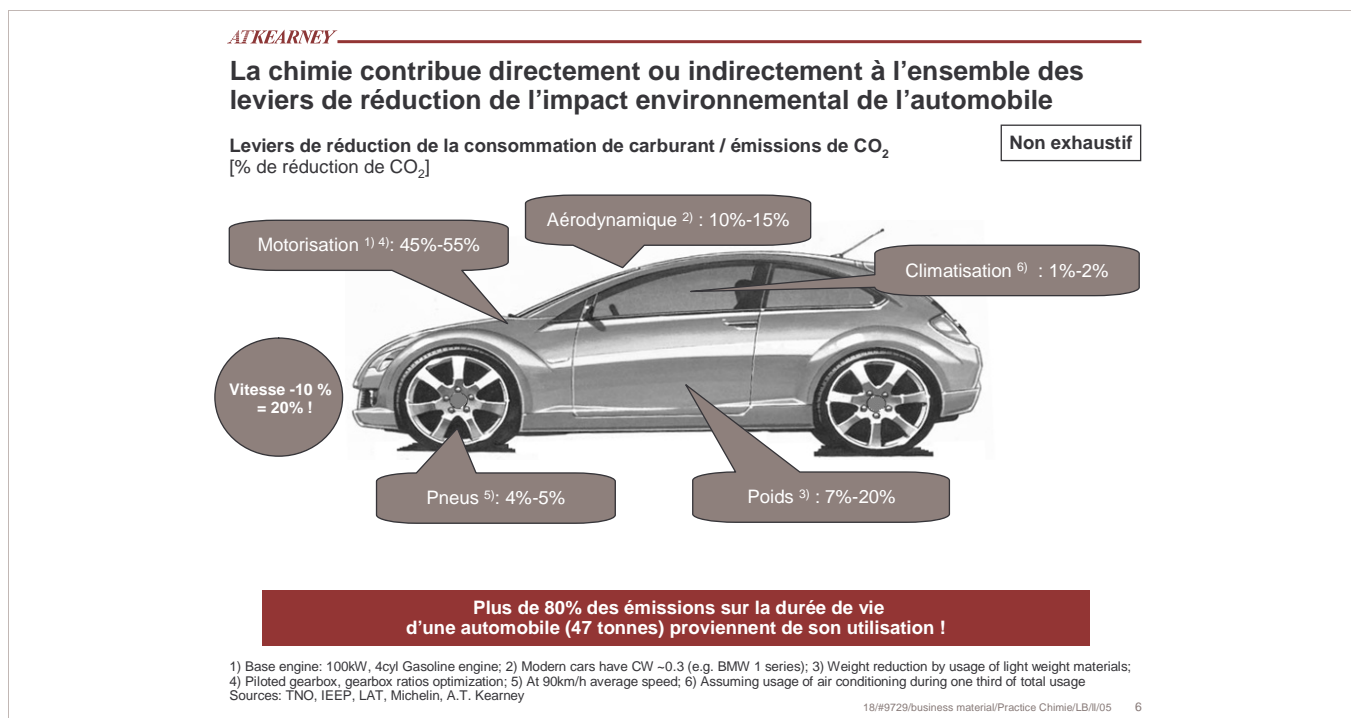 ATKEARNEY
La chimie contribue directement ou indirectement à l'ensemble des
leviers de réduction de l'impact environnemental de l'automobile
Leviers de réduction de la consommation de carburant / émissions de CO2
[% de réduction de CO2]
Non exhaustif
Aérodynamique 2) : 10%-15%
Motorisation 1) 4): 45%-55%
Climatisation 6) : 1%-2%
Vitesse -10 %
= 20% !
Pneus 5): 4%-5%
Poids 3) : 7%-20%
Plus de 80% des émissions sur la durée de vie
d'une automobile (47 tonnes) proviennent de son utilisation !
1) Base engine: 100kW, 4cyl Gasoline engine; 2) Modern cars have CW ~0.3 (e.g. BMW 1 series); 3) Weight reduction by usage of light weight materials;
4) Piloted gearbox, gearbox ratios optimization; 5) At 90km/h average speed; 6) Assuming usage of air conditioning during one third of total usage
Sources: TNO, IEEP, LAT, Michelin, A.T. Kearney
18/#9729/business material/Practice Chimie/LB/II/05 6